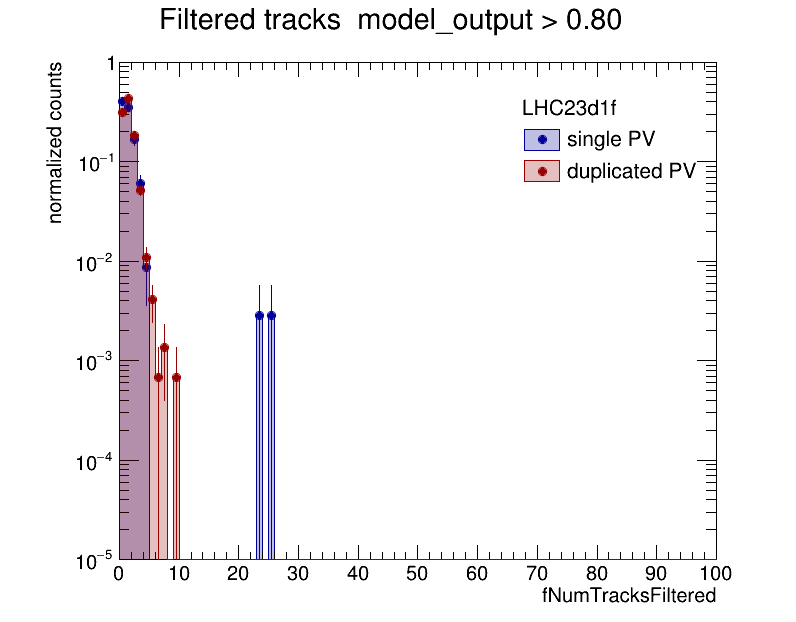 Filtered tracks  model_output > 0.80
normalized counts
1
10⁻¹
10⁻²
10⁻³
10⁻⁴
10⁻⁵
LHC23d1f
single PV
duplicated PV
0 10 20 30 40 50 60 70 80 90 100
fNumTracksFiltered